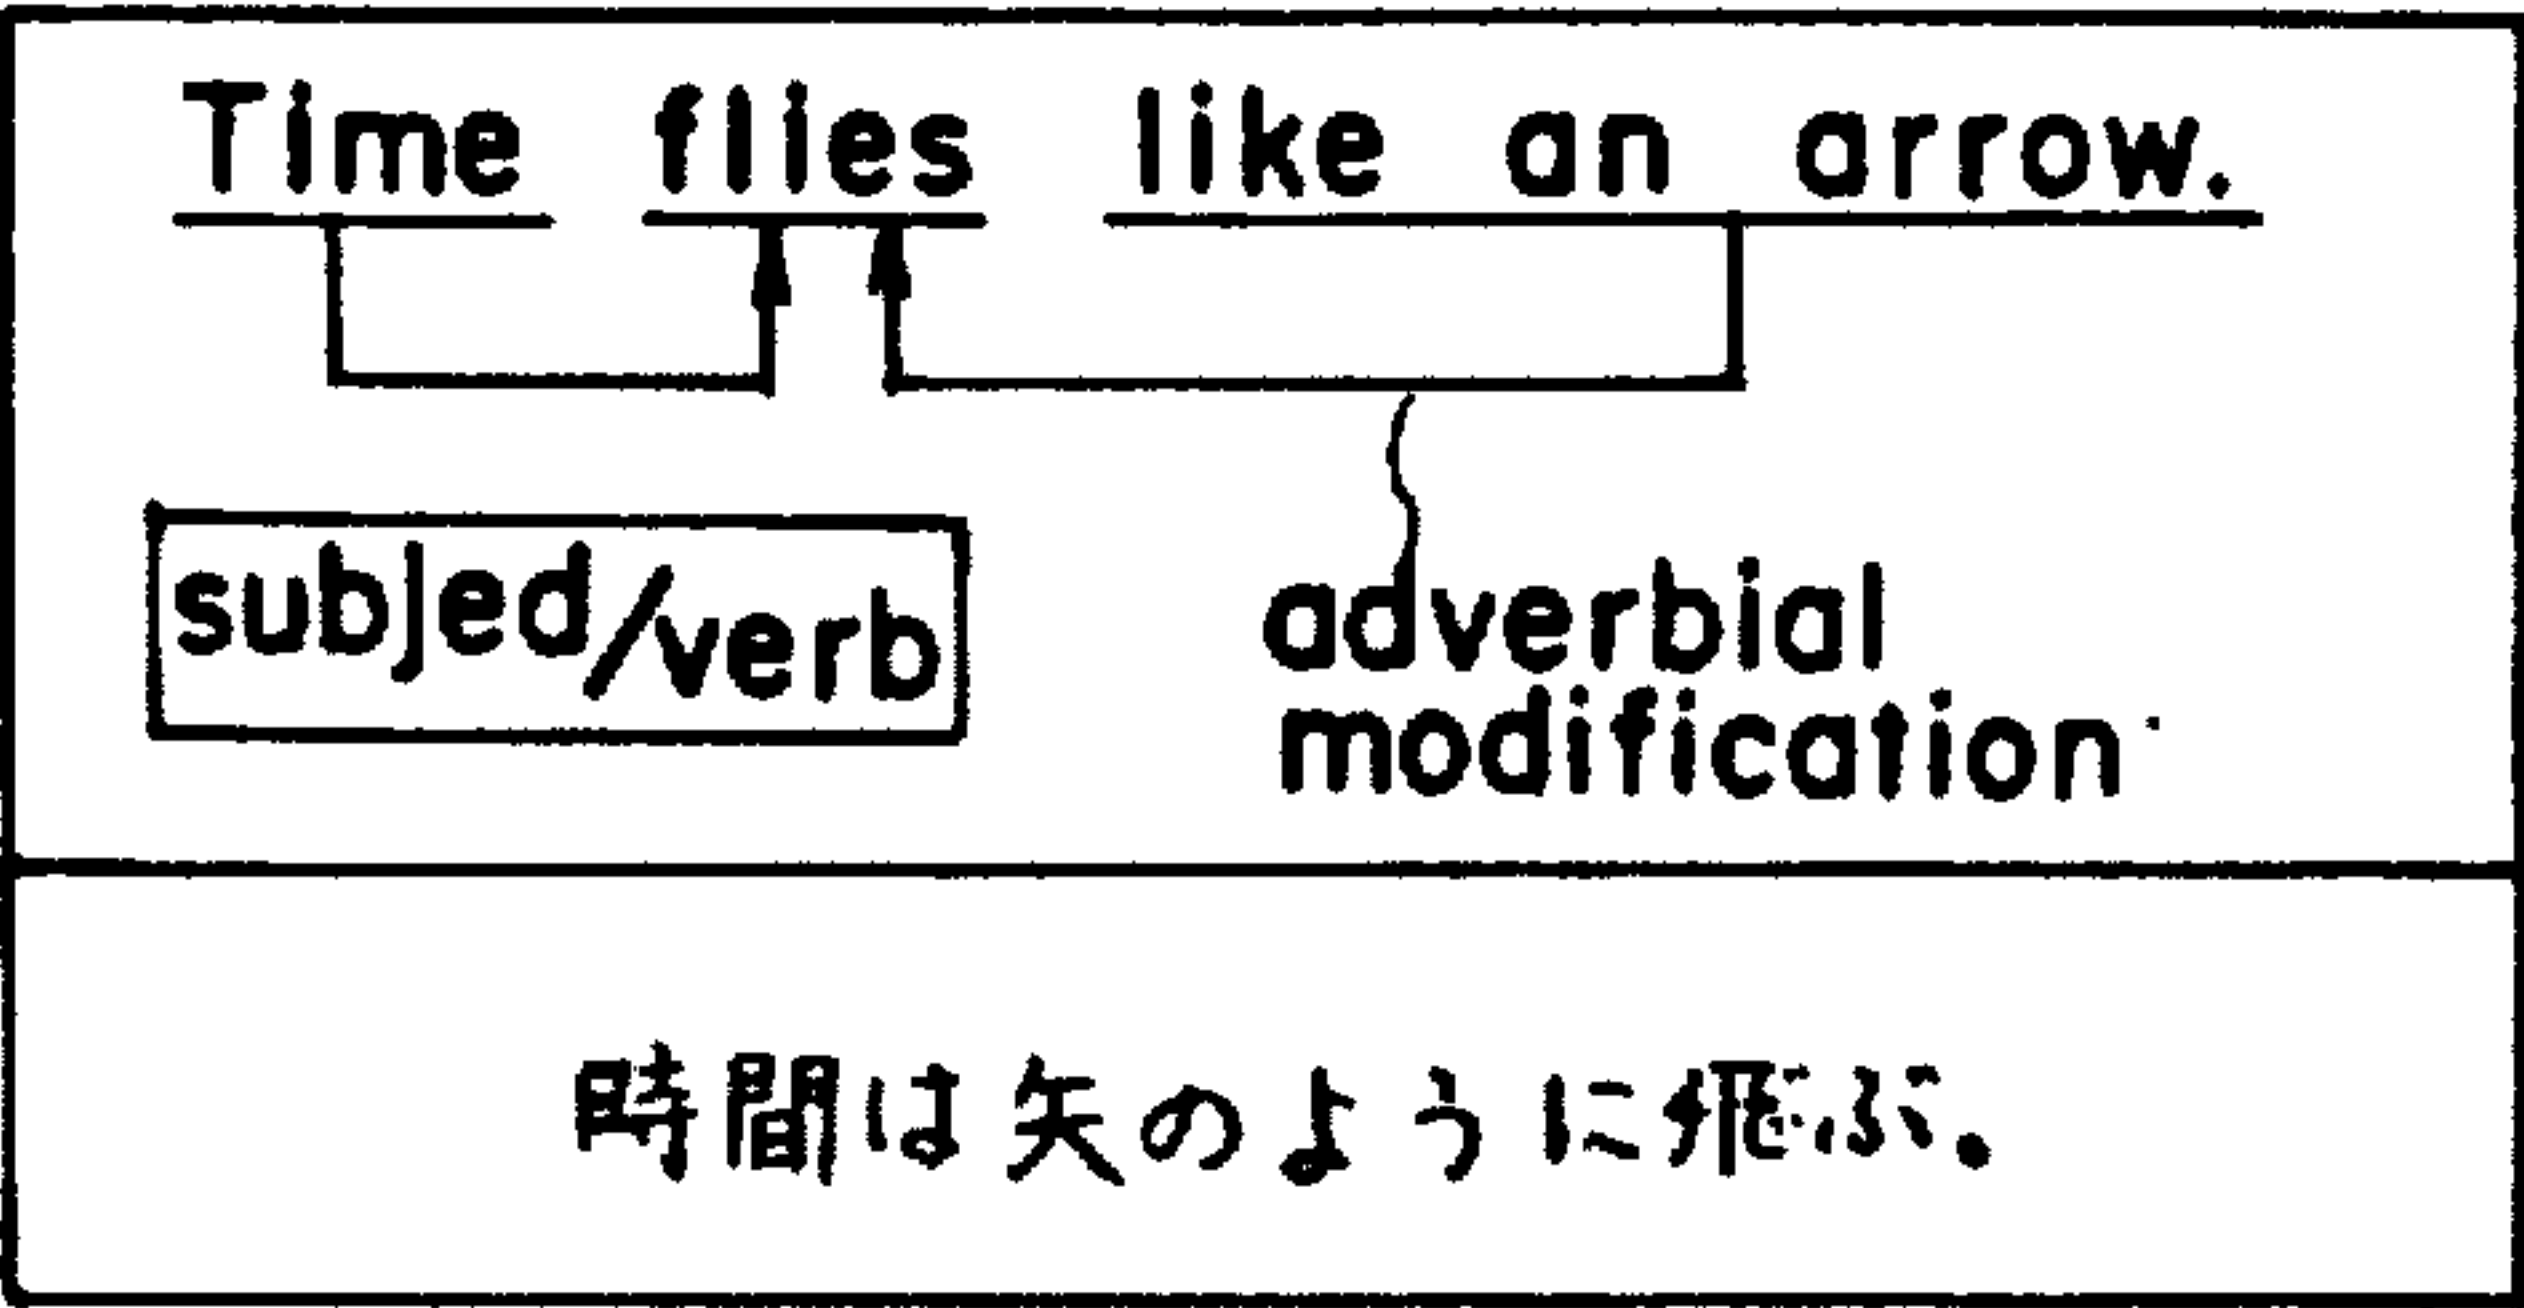 Time flies like an arrow.
subjed/verb
adverbial
modification
時間は矢のように飛ぶ.